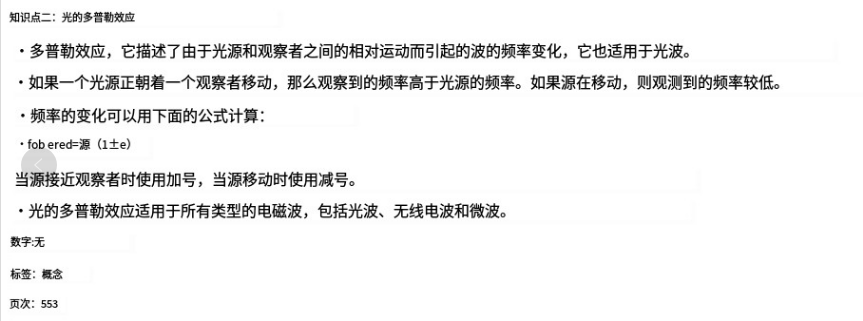 知识点二：光的多普勒效应
·多普勒效应，它描述了由于光源和观察者之间的相对运动而引起的波的频率变化，它也适用于光波。
·如果一个光源正朝着一个观察者移动，那么观察到的频率高于光源的频率。如果源在移动，则观测到的频率较低。
·频率的变化可以用下面的公式计算：
·fob ered=源（1±e）
当源接近观察者时使用加号，当源移动时使用减号。
·光的多普勒效应适用于所有类型的电磁波，包括光波、无线电波和微波。
数字:无
标签：概念
页次：553